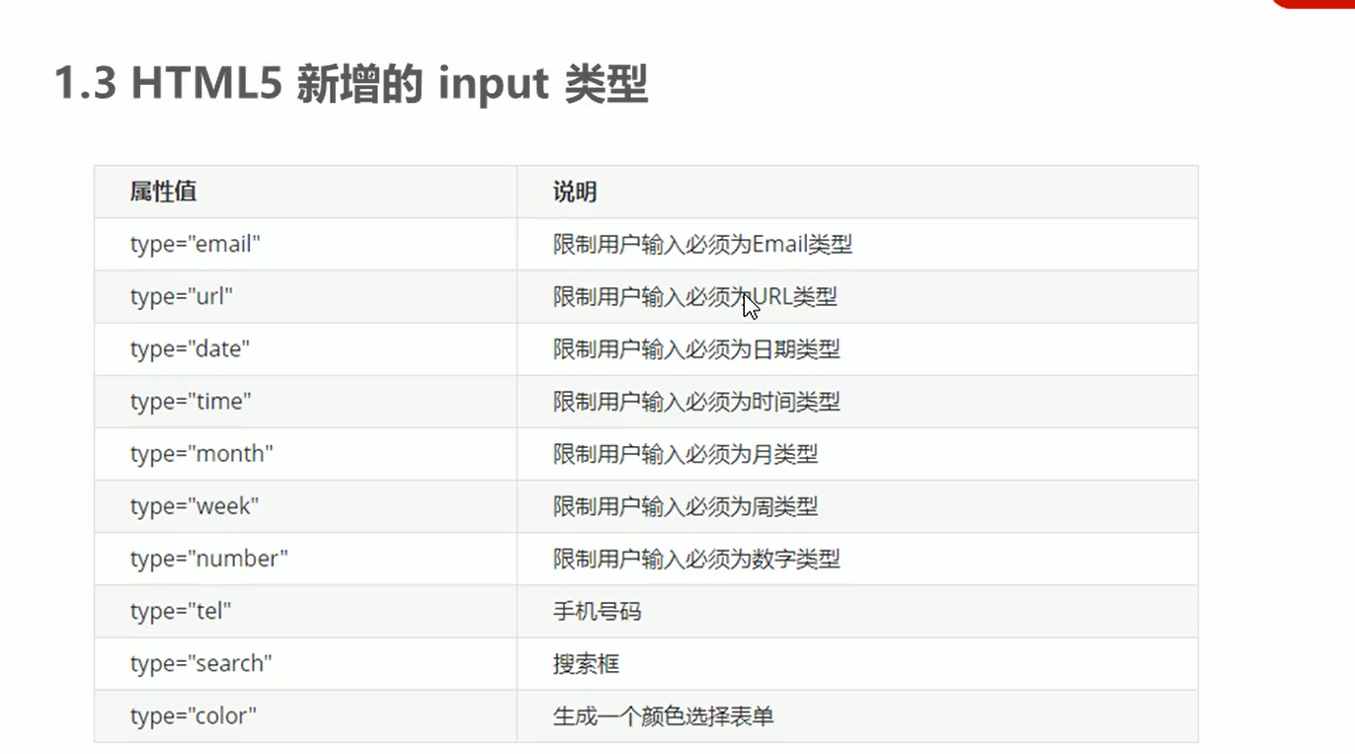 1.3 HTML5 新增的 input 类型
属性值 说明
type="email" 限制用户输入必须为Email类型
type="url" 限制用户输入必须为URL类型
type="date" 限制用户输入必须为日期类型
type="time" 限制用户输入必须为时间类型
type="month" 限制用户输入必须为月类型
type="week" 限制用户输入必须为周类型
type="number" 限制用户输入必须为数字类型
type="tel" 手机号码
type="search" 搜索框
type="color" 生成一个颜色选择表单